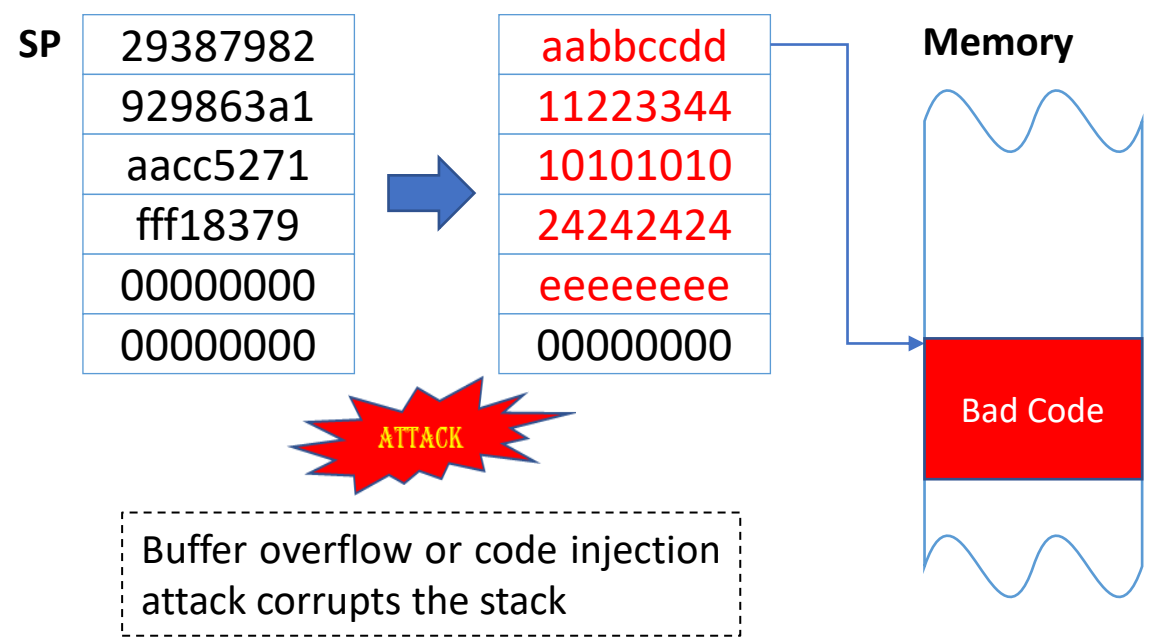 SP
29387982
929863a1
aacc5271
fff18379
00000000
00000000
aabbccdd
11223344
10101010
24242424
eeeeeeee
00000000
Memory
Bad Code
ATTACK
Buffer overflow or code injection
attack corrupts the stack